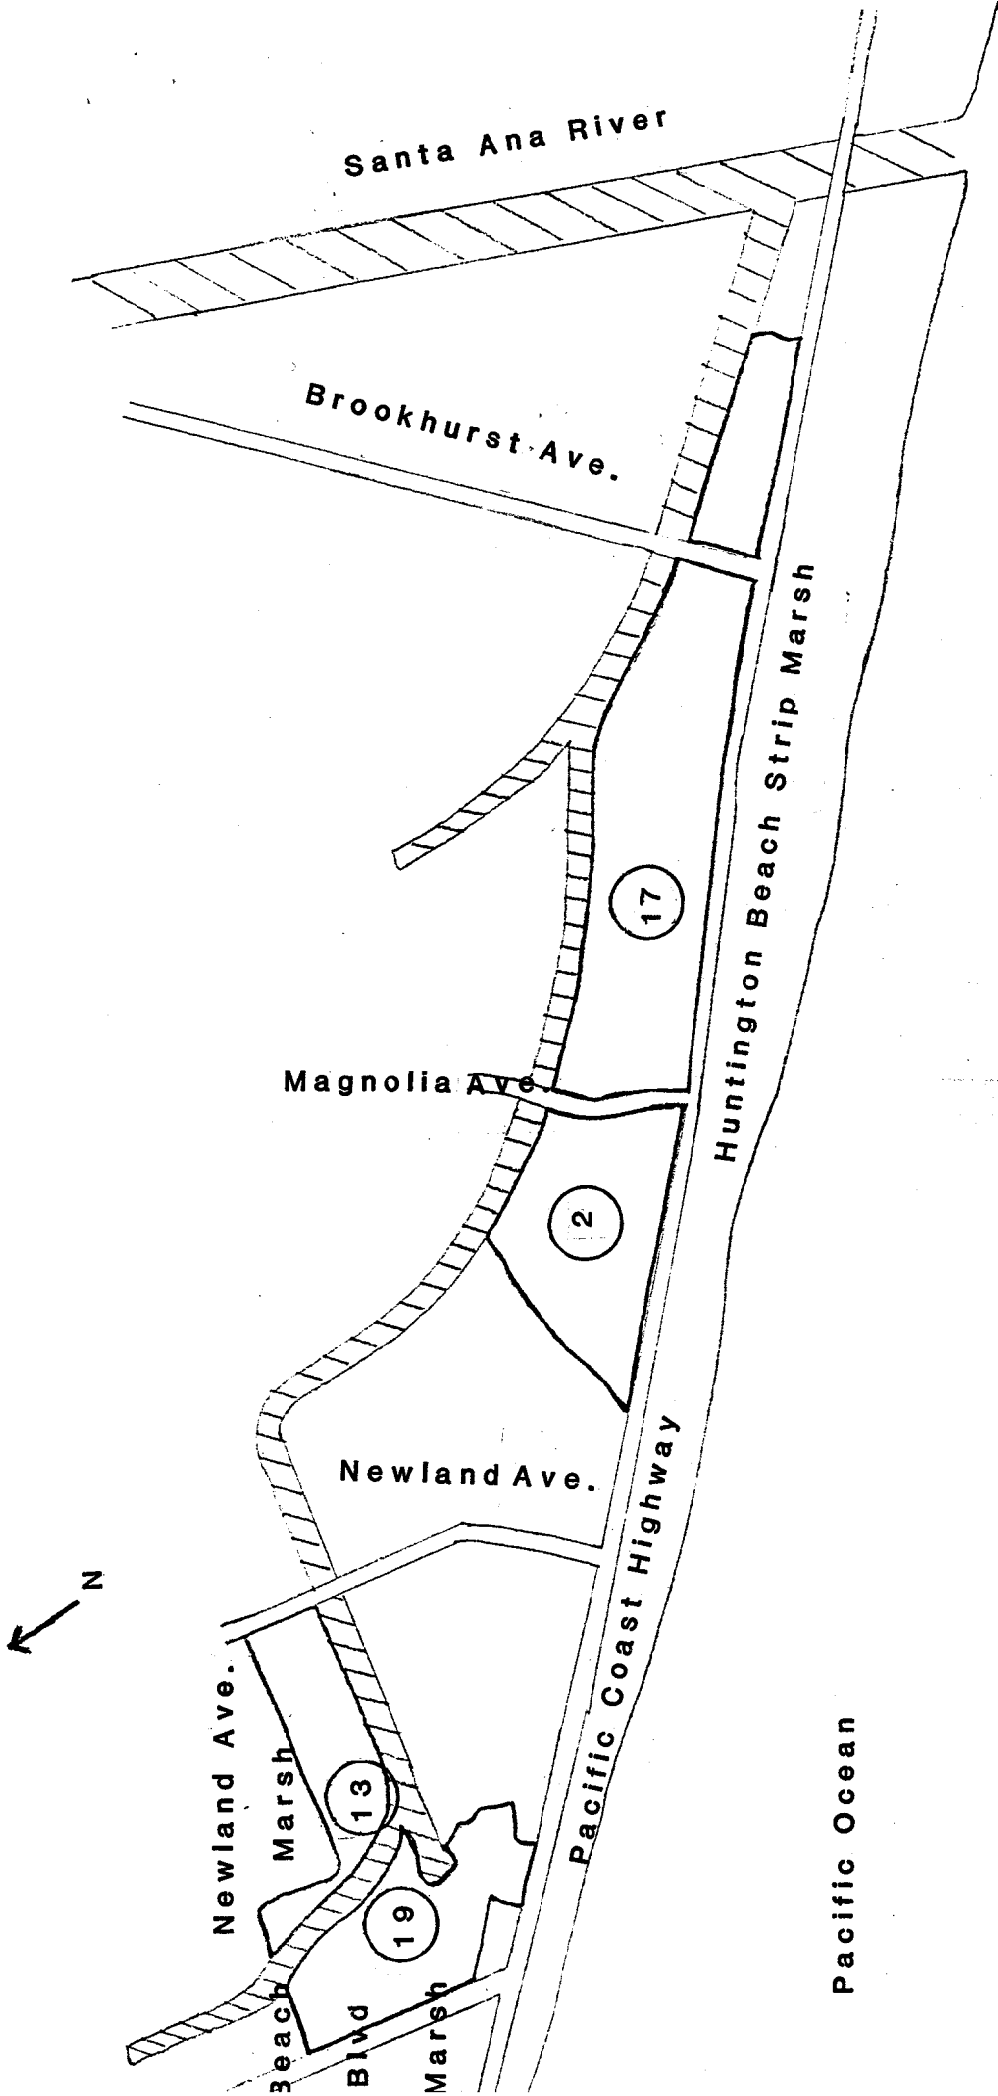 Santa Ana River
Brookhurst Ave.
Huntington Beach Strip Marsh
17
Magnolia Ave.
2
Newland Ave.
Pacific Coast Highway
N
Newland Ave.
Marsh
13
19
Beach
Blvd
Marsh
Pacific Ocean